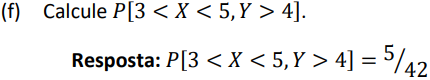 (f) Calcule P[3 < X < 5, Y > 4].
Resposta: P[3 < X < 5, Y > 4] = 5/42